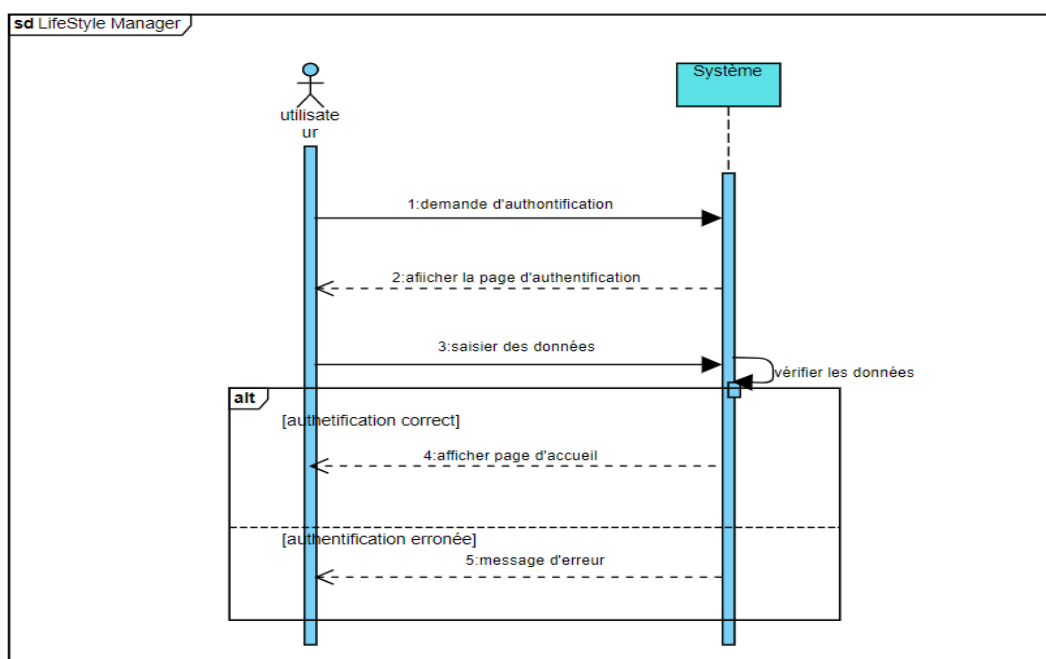 sd LifeStyle Manager
Système
utilisate
ur
1:demande d'authontification
2:afiicher la page d'authentification
3:saisier des données
vérifier les données
alt
[authetification correct]
4:afficher page d'accueil
[authentification erronée]
5:message d'erreur